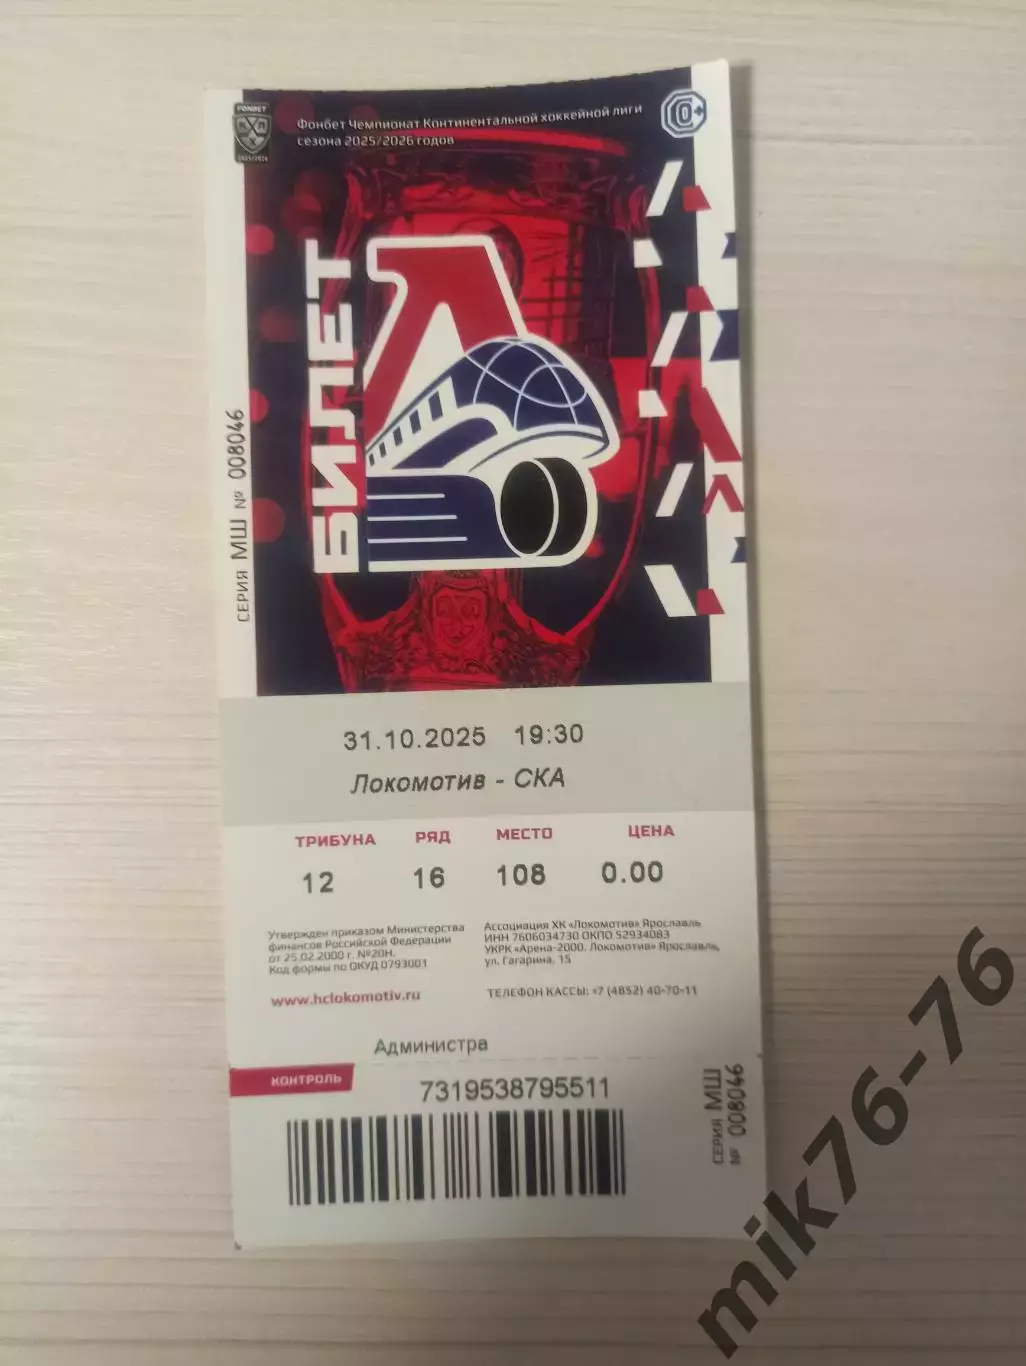 FONBET
КХЛ
2025/2026
Фонбет Чемпионат Континентальной хоккейной лиги
сезона 2025/2026 годов
БИЛЕТ
СЕРИЯ МШ № 008046
31.10.2025 19:30
Локомотив - СКА
ТРИБУНА РЯД МЕСТО ЦЕНА
12 16 108 0.00
Утвержден приказом Министерства
финансов Российской Федерации
от 25.02.2000 г. №20Н.
Код формы по ОКУД 0793001
www.hclokomotiv.ru
Ассоциация ХК «Локомотив» Ярославль
ИНН 7606034730 ОКПО 52934083
УКРК «Арена-2000. Локомотив» Ярославль,
ул. Гагарина, 15
ТЕЛЕФОН КАССЫ: +7 (4852) 40-70-11
Администра
КОНТРОЛЬ
7319538795511
СЕРИЯ МШ
№ 008046
mik76-76